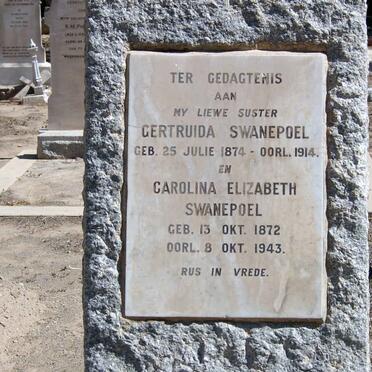 TER GEDAGTENIS
AAN
MY LIEWE SUSTER
GERTRUIDA SWANEPOEL
GEB. 25 JULIE 1874 - OORL. 1914.
EN
CAROLINA ELIZABETH
SWANEPOEL
GEB. 13 OKT. 1872
OORL. 8 OKT. 1943.
RUS IN VREDE.